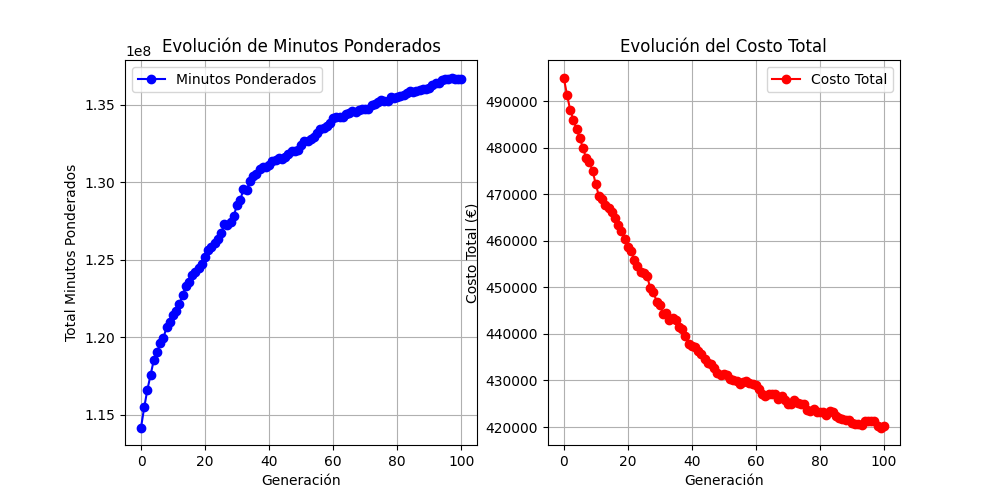 Evolución de Minutos Ponderados
1e8
Minutos Ponderados
Total Minutos Ponderados
1.35
1.30
1.25
1.20
1.15
0 20 40 60 80 100
Generación
Evolución del Costo Total
Costo Total
Costo Total (€)
490000
480000
470000
460000
450000
440000
430000
420000
0 20 40 60 80 100
Generación